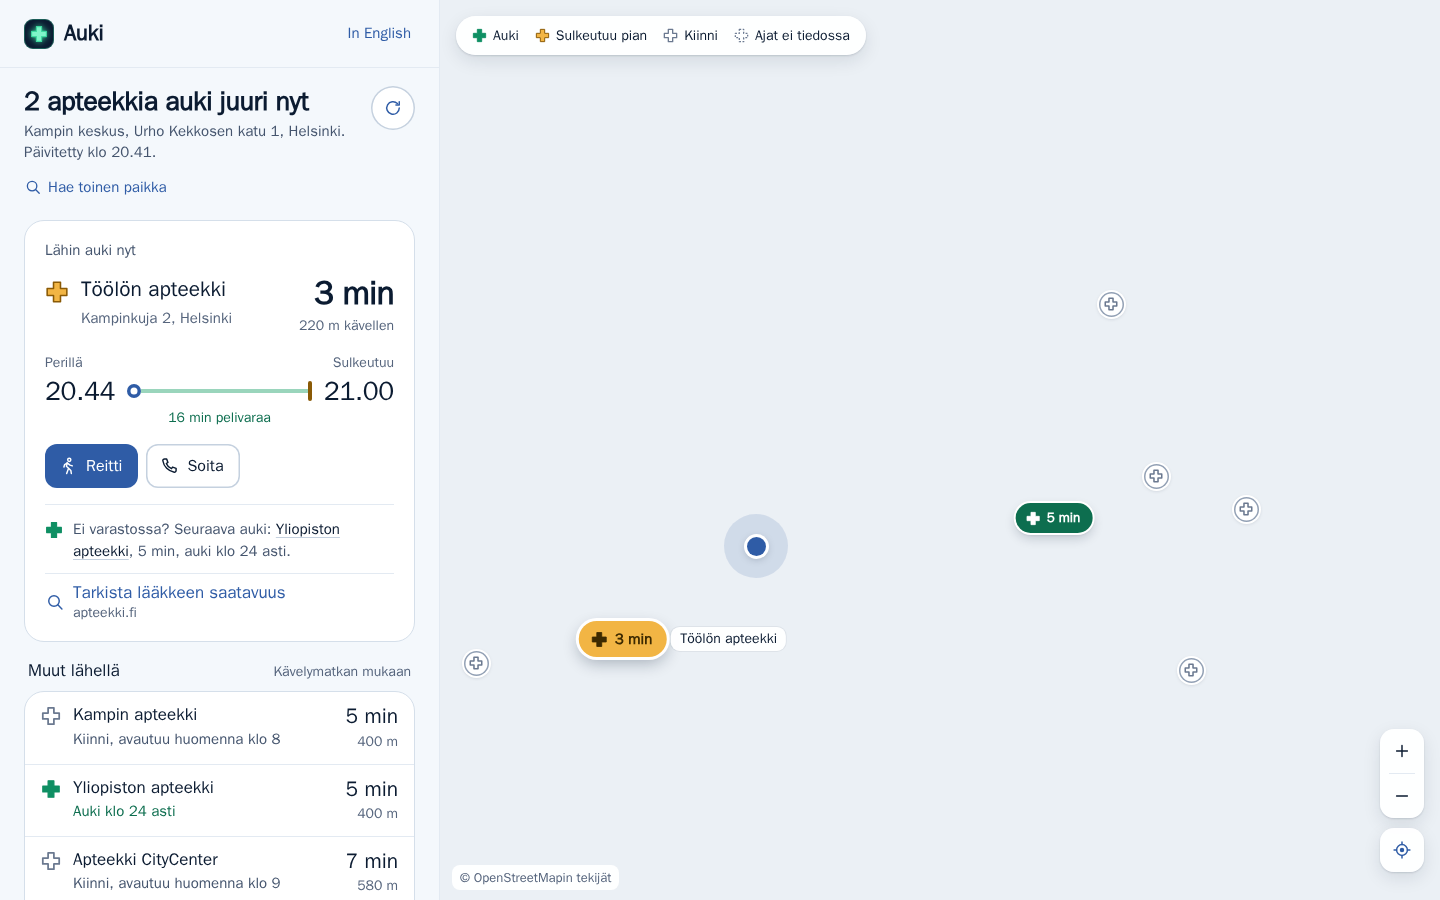 Auki
In English
2 apteekkia auki juuri nyt
Kampin keskus, Urho Kekkosen katu 1, Helsinki.
Päivitetty klo 20.41.
Hae toinen paikka
Lähin auki nyt
Töölön apteekki
3 min
Kampinkuja 2, Helsinki
220 m kävellen
Perillä
Sulkeutuu
20.44
21.00
16 min pelivaraa
Reitti
Soita
Ei varastossa? Seuraava auki: Yliopiston
apteekki, 5 min, auki klo 24 asti.
Tarkista lääkkeen saatavuus
apteekki.fi
Muut lähellä
Kävelymatkan mukaan
Kampin apteekki
5 min
Kiinni, avautuu huomenna klo 8
400 m
Yliopiston apteekki
5 min
Auki klo 24 asti
400 m
Apteekki CityCenter
7 min
Kiinni, avautuu huomenna klo 9
580 m
Auki
Sulkeutuu pian
Kiinni
Ajat ei tiedossa
5 min
3 min
Töölön apteekki
+
−
© OpenStreetMapin tekijät